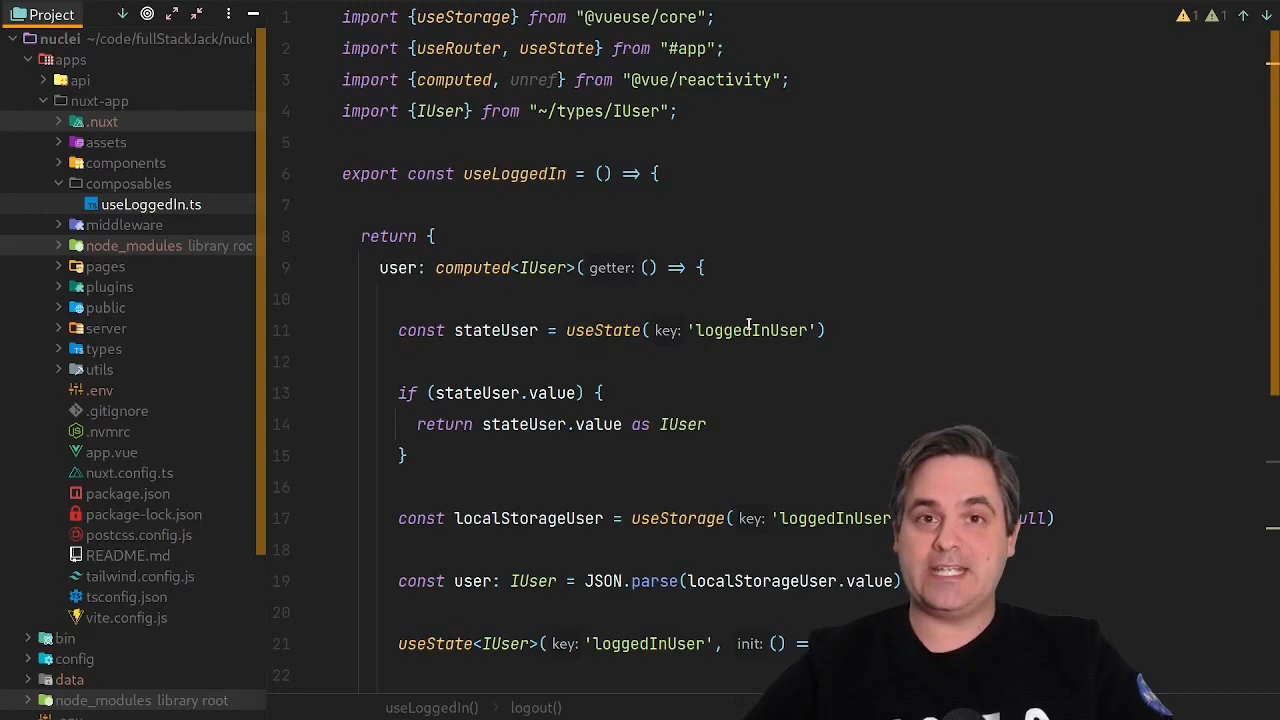 Project
nuclei ~/code/fullStackJack/nucle
apps
api
nuxt-app
.nuxt
assets
components
composables
useLoggedIn.ts
middleware
node_modules library roo
pages
plugins
public
server
types
utils
.env
.gitignore
.nvmrc
app.vue
nuxt.config.ts
package.json
package-lock.json
postcss.config.js
README.md
tailwind.config.js
tsconfig.json
vite.config.js
bin
config
data
node_modules library root
1 import {useStorage} from "@vueuse/core";
2 import {useRouter, useState} from "#app";
3 import {computed, unref} from "@vue/reactivity";
4 import {IUser} from "~/types/IUser";
5
6 export const useLoggedIn = () => {
7
8 return {
9 user: computed<IUser>( getter: () => {
10
11 const stateUser = useState( key: 'loggedInUser')
12
13 if (stateUser.value) {
14 return stateUser.value as IUser
15 }
16
17 const localStorageUser = useStorage( key: 'loggedInUser ull)
18
19 const user: IUser = JSON.parse(localStorageUser.value)
20
21 useState<IUser>( key: 'loggedInUser', init: () =
22
1 1
useLoggedIn() logout()